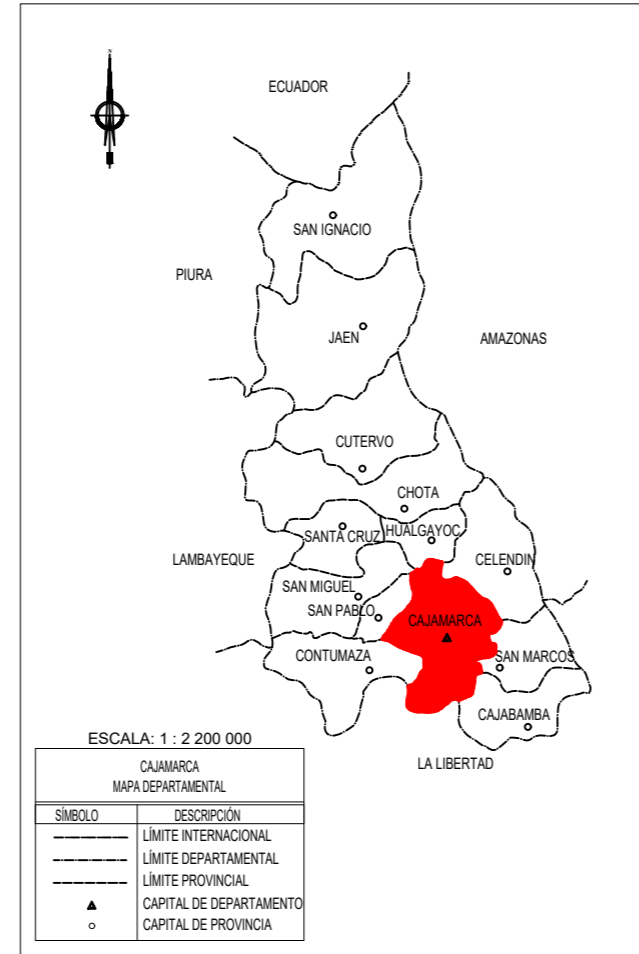 N
ECUADOR
SAN IGNACIO
PIURA
JAEN
AMAZONAS
CUTERVO
CHOTA
SANTA CRUZ
HUALGAYOC
LAMBAYEQUE
CELENDIN
SAN MIGUEL
SAN PABLO
CAJAMARCA
CONTUMAZA
SAN MARCOS
CAJABAMBA
LA LIBERTAD
ESCALA: 1 : 2 200 000
CAJAMARCA
MAPA DEPARTAMENTAL
SÍMBOLO DESCRIPCIÓN
LÍMITE INTERNACIONAL
LÍMITE DEPARTAMENTAL
LÍMITE PROVINCIAL
CAPITAL DE DEPARTAMENTO
CAPITAL DE PROVINCIA